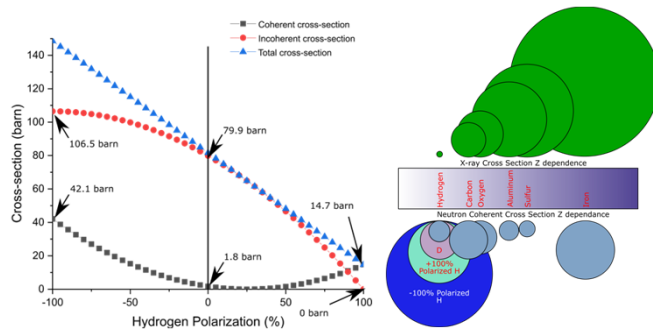 Coherent cross-section
Incoherent cross-section
Total cross-section
Cross-section (barn)
140
120
100
80
60
40
20
0
-100
-50
0
50
100
Hydrogen Polarization (%)
106.5 barn
42.1 barn
79.9 barn
1.8 barn
14.7 barn
0 barn
X-ray Cross Section Z dependence
Hydrogen
Carbon
Oxygen
Aluminum
Sulfur
Iron
Neutron Coherent Cross Section Z dependence
D
+100%
Polarized H
-100% Polarized
H